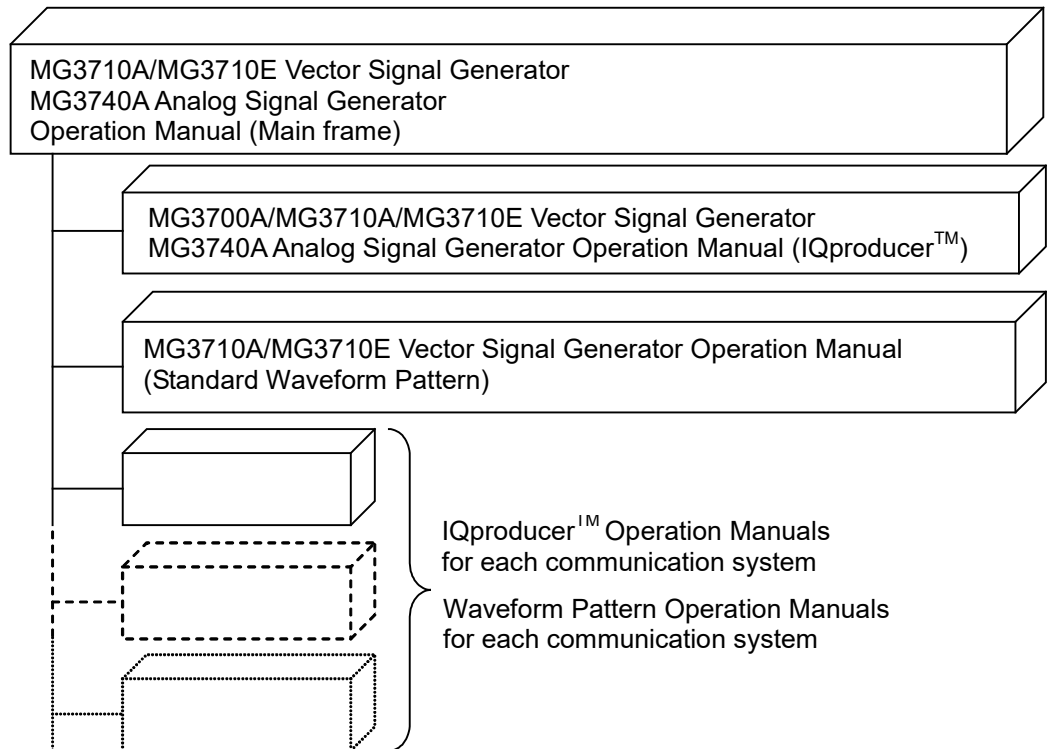 MG3710A/MG3710E Vector Signal Generator
MG3740A Analog Signal Generator
Operation Manual (Main frame)
MG3700A/MG3710A/MG3710E Vector Signal Generator
MG3740A Analog Signal Generator Operation Manual (IQproducer™)
MG3710A/MG3710E Vector Signal Generator Operation Manual
(Standard Waveform Pattern)
IQproducer™ Operation Manuals
for each communication system
Waveform Pattern Operation Manuals
for each communication system